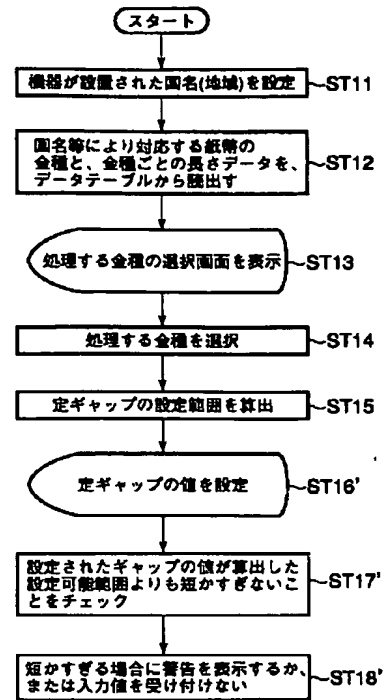 スタート
機器が設置された国名(地域)を設定
ST11
国名等により対応する紙幣の
金種と、金種ごとの長さデータを、
データテーブルから読出す
ST12
処理する金種の選択画面を表示
ST13
処理する金種を選択
ST14
定ギャップの設定範囲を算出
ST15
定ギャップの値を設定
ST16'
設定されたギャップの値が算出した
設定可能範囲よりも短かすぎないこ
とをチェック
ST17'
短かすぎる場合に警告を表示するか、
または入力値を受け付けない
ST18'